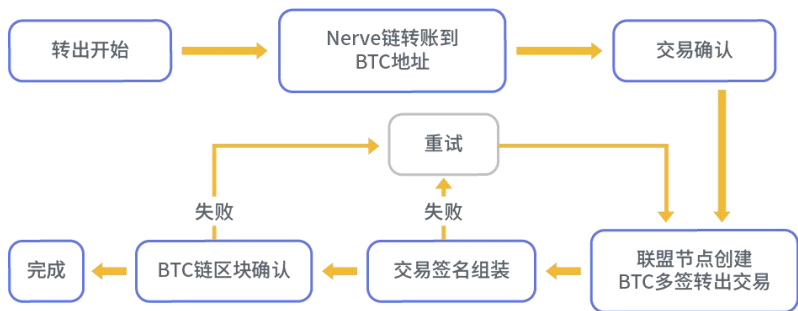 转出开始
Nerve链转账到
BTC地址
交易确认
重试
失败
失败
完成
BTC链区块确认
交易签名组装
联盟节点创建
BTC多签转出交易